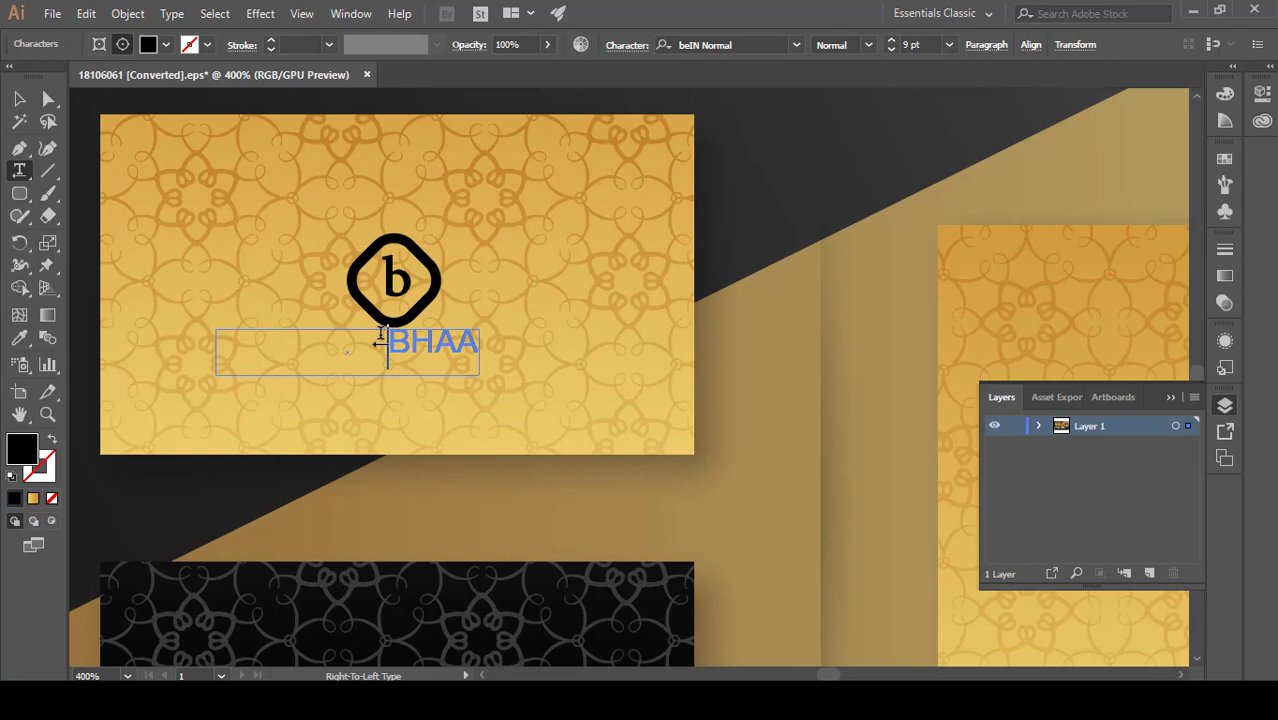 Ai File Edit Object Type Select Effect View Window Help Br St Essentials Classic Search Adobe Stock
Characters Stroke: Opacity: 100% Character: beIN Normal Normal 9 pt Paragraph Align Transform
18106061 [Converted].eps* @ 400% (RGB/GPU Preview)
b
BHAA
Layers Asset Expor Artboards
Layer 1
1 Layer
400% 1 Right-To-Left Type